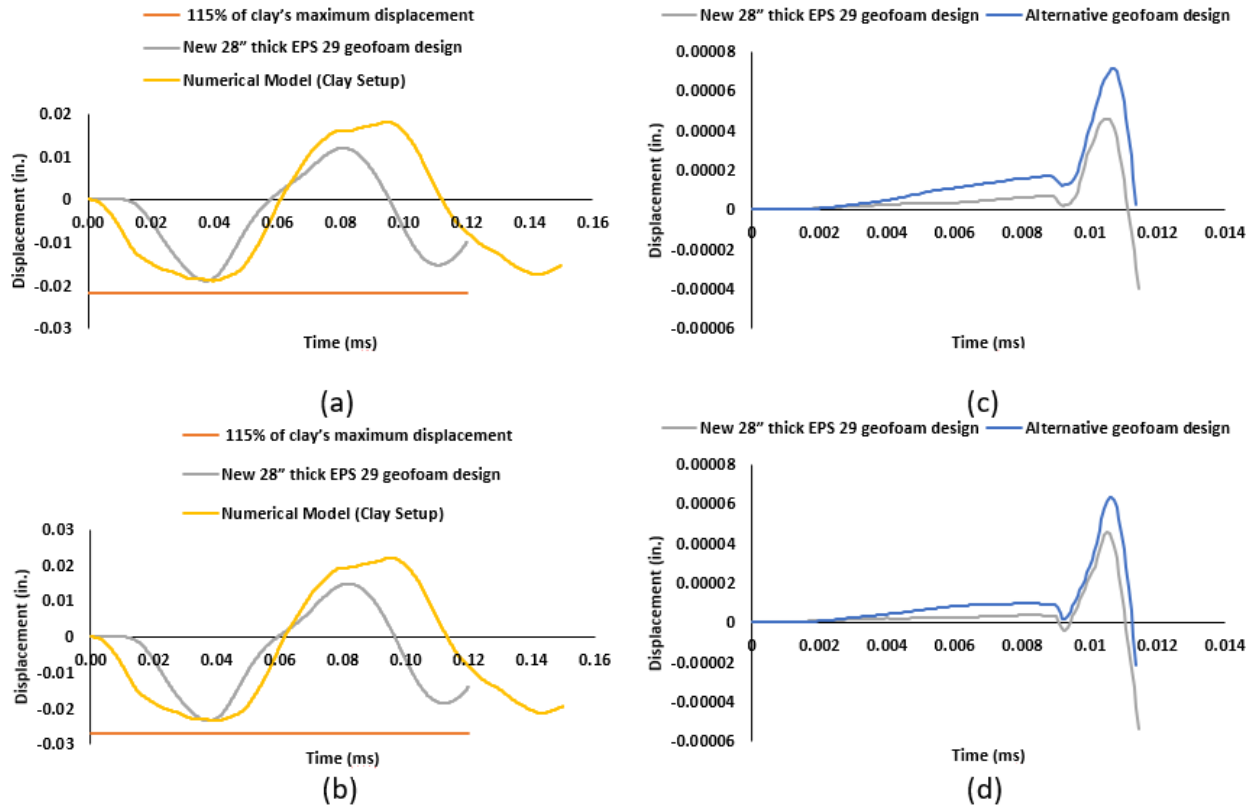 115% of clay’s maximum displacement
New 28” thick EPS 29 geofoam design
Numerical Model (Clay Setup)
0.02
0.01
0
-0.01
-0.02
-0.03
0.00 0.02 0.04 0.06 0.08 0.10 0.12 0.14 0.16
Displacement (in.)
Time (ms)
(a)
New 28” thick EPS 29 geofoam design Alternative geofoam design
0.00008
0.00006
0.00004
0.00002
0
-0.00002
-0.00004
-0.00006
0 0.002 0.004 0.006 0.008 0.01 0.012 0.014
Displacement (in.)
Time (ms)
(c)
115% of clay’s maximum displacement
New 28” thick EPS 29 geofoam design
Numerical Model (Clay Setup)
0.03
0.02
0.01
0
-0.01
-0.02
-0.03
0.00 0.02 0.04 0.06 0.08 0.10 0.12 0.14 0.16
Displacement (in.)
Time (ms)
(b)
New 28” thick EPS 29 geofoam design Alternative geofoam design
0.00008
0.00006
0.00004
0.00002
0
-0.00002
-0.00004
-0.00006
0 0.002 0.004 0.006 0.008 0.01 0.012 0.014
Displacement (in.)
Time (ms)
(d)